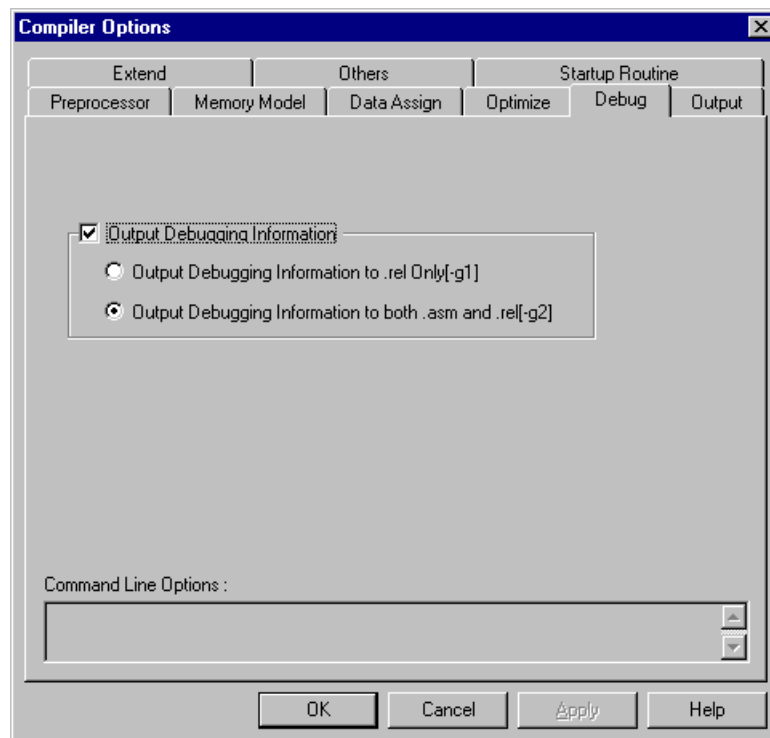 Compiler Options
Extend Others Startup Routine
Preprocessor Memory Model Data Assign Optimize Debug Output
Output Debugging Information
Output Debugging Information to .rel Only[-g1]
Output Debugging Information to both .asm and .rel[-g2]
Command Line Options :
OK Cancel Apply Help